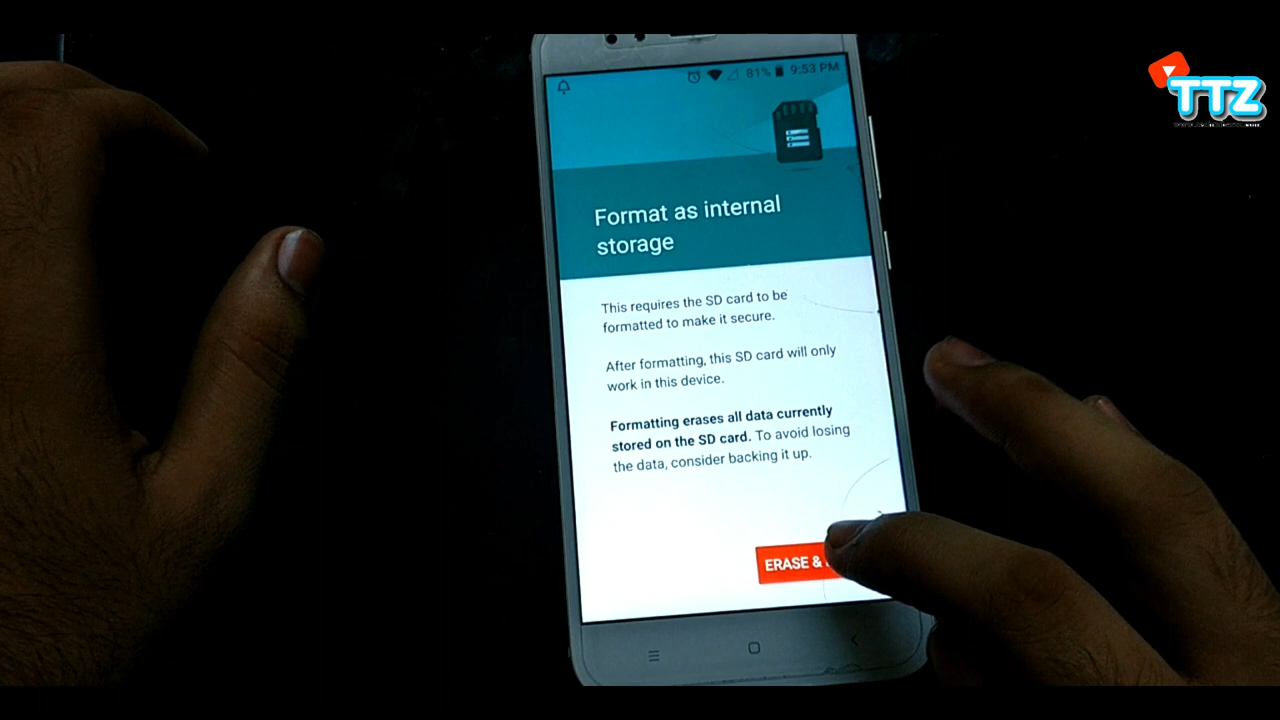 81% 9:53 PM
TTZ
Format as internal
storage
This requires the SD card to be
formatted to make it secure.
After formatting, this SD card will only
work in this device.
Formatting erases all data currently
stored on the SD card. To avoid losing
the data, consider backing it up.
ERASE &